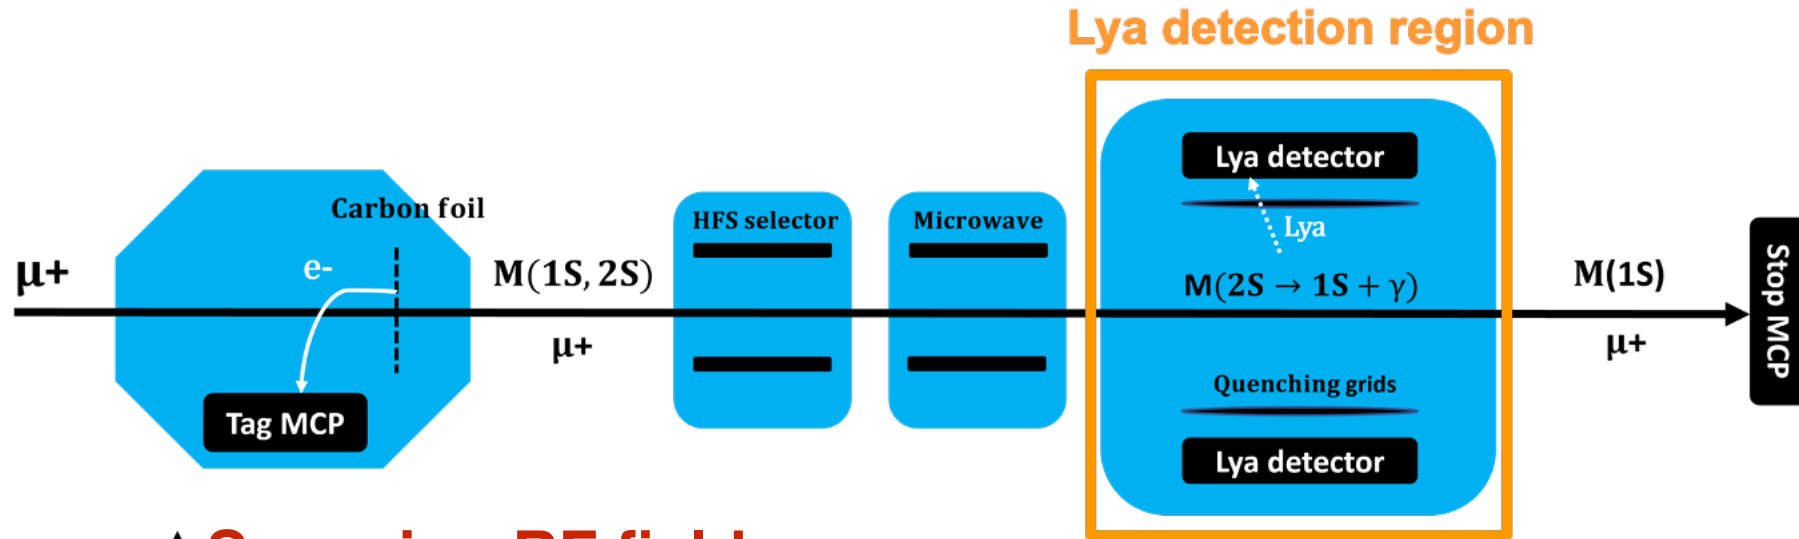 Lya detection region
Lya detector
Carbon foil
HFS selector
Microwave
Lya
μ+
e-
M(1S, 2S)
M(2S → 1S + γ)
M(1S)
Stop MCP
μ+
μ+
Quenching grids
Tag MCP
Lya detector